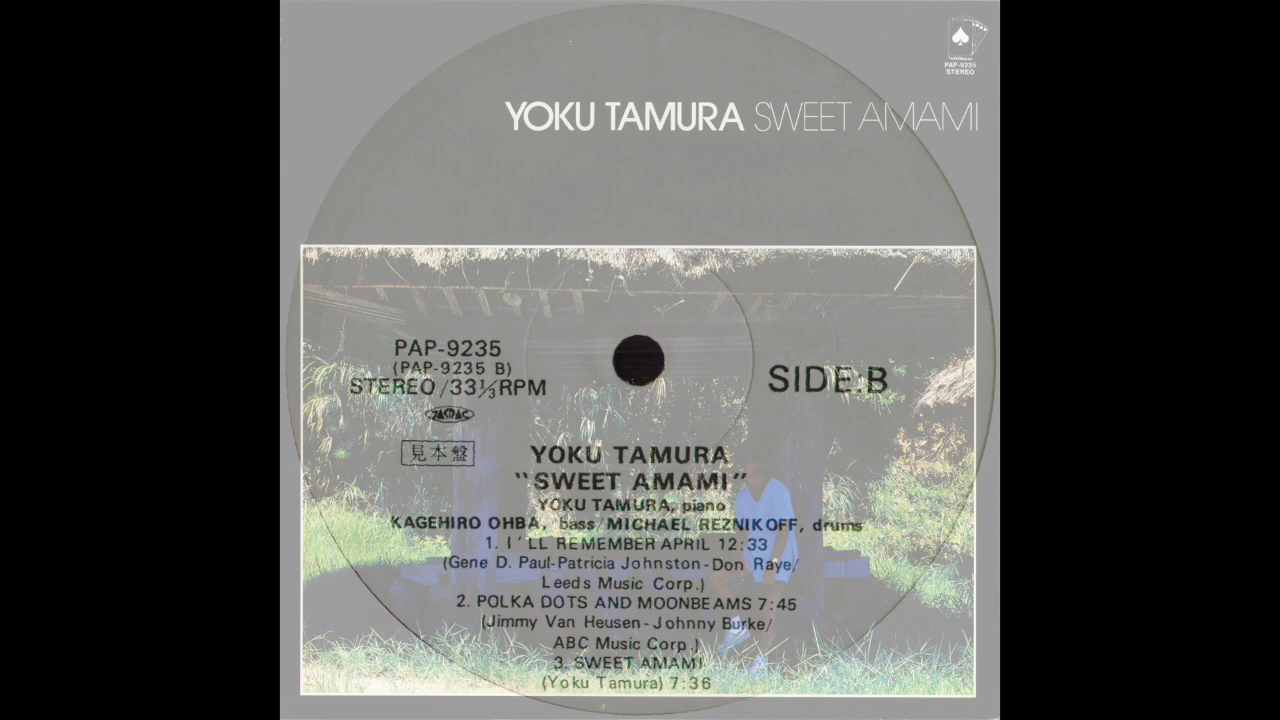 PAP-9235
STEREO
YOKU TAMURA SWEET AMAMI
PAP-9235
(PAP-9235 B)
STEREO/33⅓RPM
JASRAC
SIDE:B
見本盤
YOKU TAMURA
"SWEET AMAMI"
YOKU TAMURA, piano
KAGEHIRO OHBA, bass/MICHAEL REZNIKOFF, drums
1. I'LL REMEMBER APRIL 12:33
(Gene D. Paul-Patricia Johnston-Don Raye/
Leeds Music Corp.)
2. POLKA DOTS AND MOONBEAMS 7:45
(Jimmy Van Heusen-Johnny Burke/
ABC Music Corp.)
3. SWEET AMAMI
(Yoku Tamura) 7:36